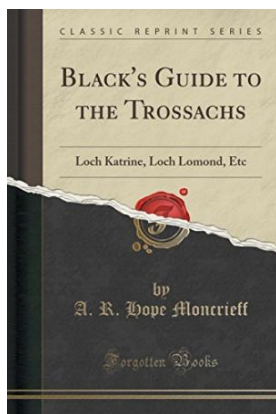 CLASSIC REPRINT SERIES
BLACK'S GUIDE TO
THE TROSSACHS
Loch Katrine, Loch Lomond, Etc
by
A. R. Hope Moncrieff
Forgotten Books